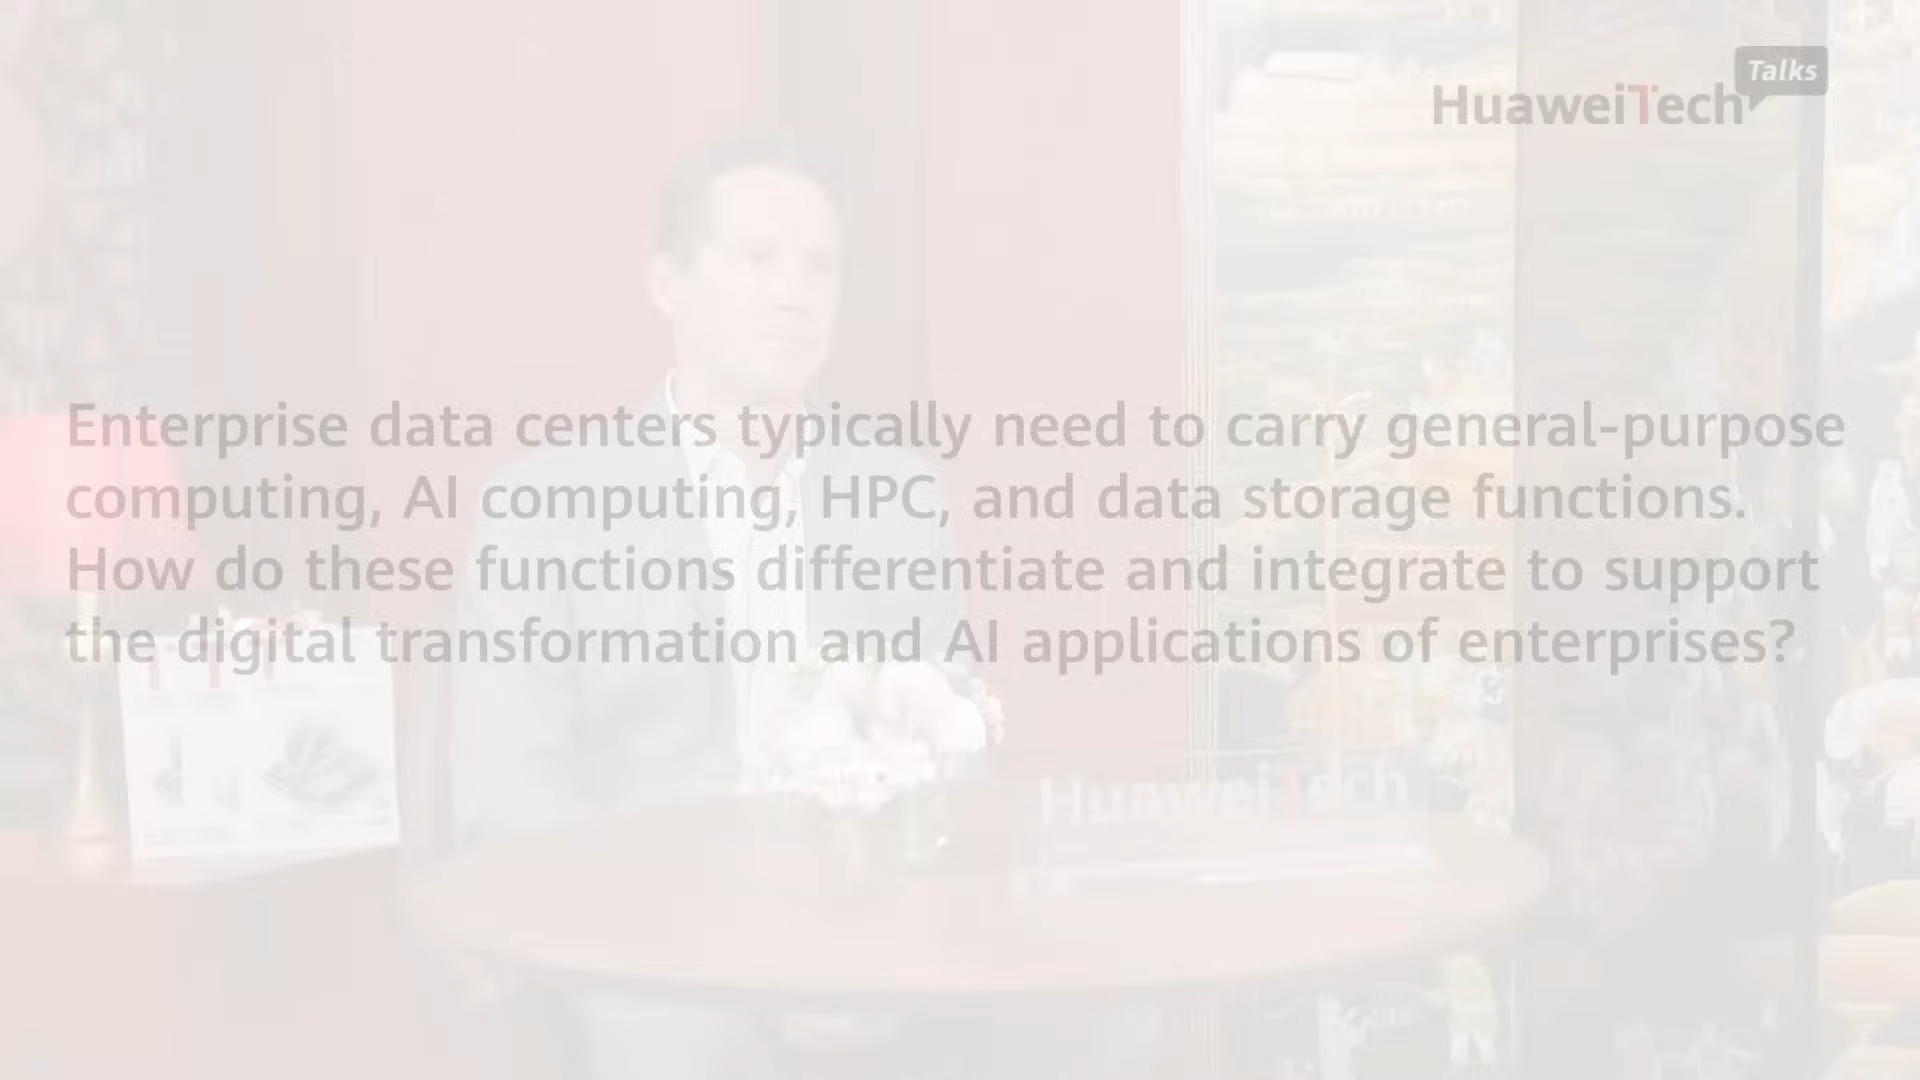 Talks
HuaweiTech
Enterprise data centers typically need to carry general-purpose
computing, AI computing, HPC, and data storage functions.
How do these functions differentiate and integrate to support
the digital transformation and AI applications of enterprises?
HuaweiTech